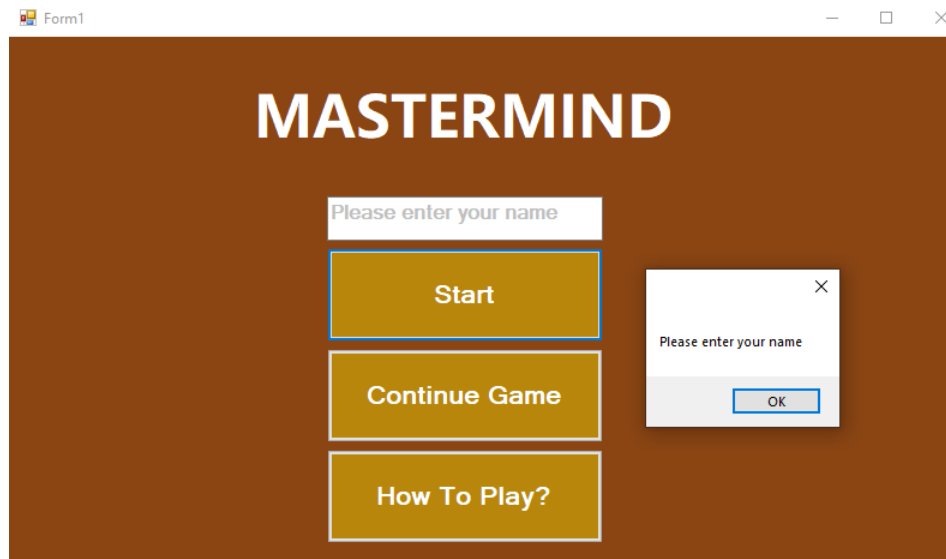 Form1
MASTERMIND
Please enter your name
Start
Continue Game
How To Play?
Please enter your name
OK